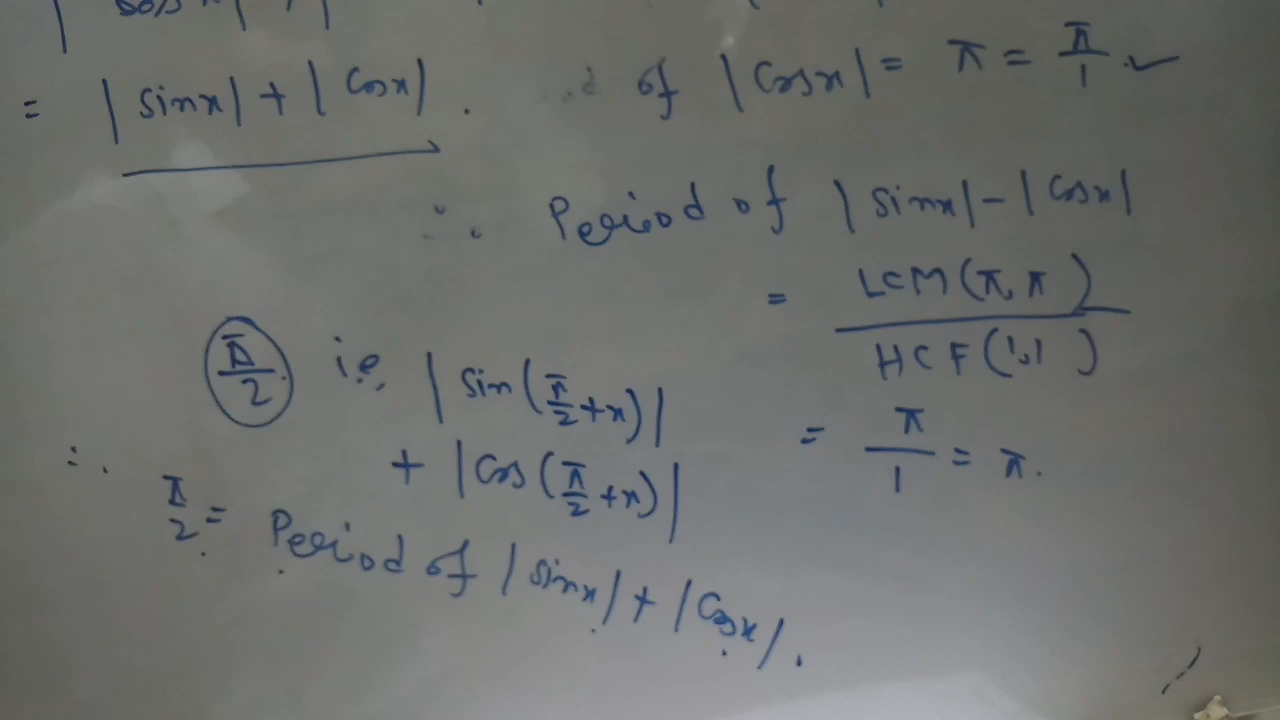 = |sinx| + |Cosx|.
of |Cosx| = π = π/1 ✓
∴ Period of |sinx| - |Cosx|
= LCM(π, π) / HCF(1,1)
= π/1 = π.
π/2 i.e. |sin(π/2+x)|
+ |Cos(π/2+x)|
∴ π/2 = Period of |sinx| + |Cosx|.